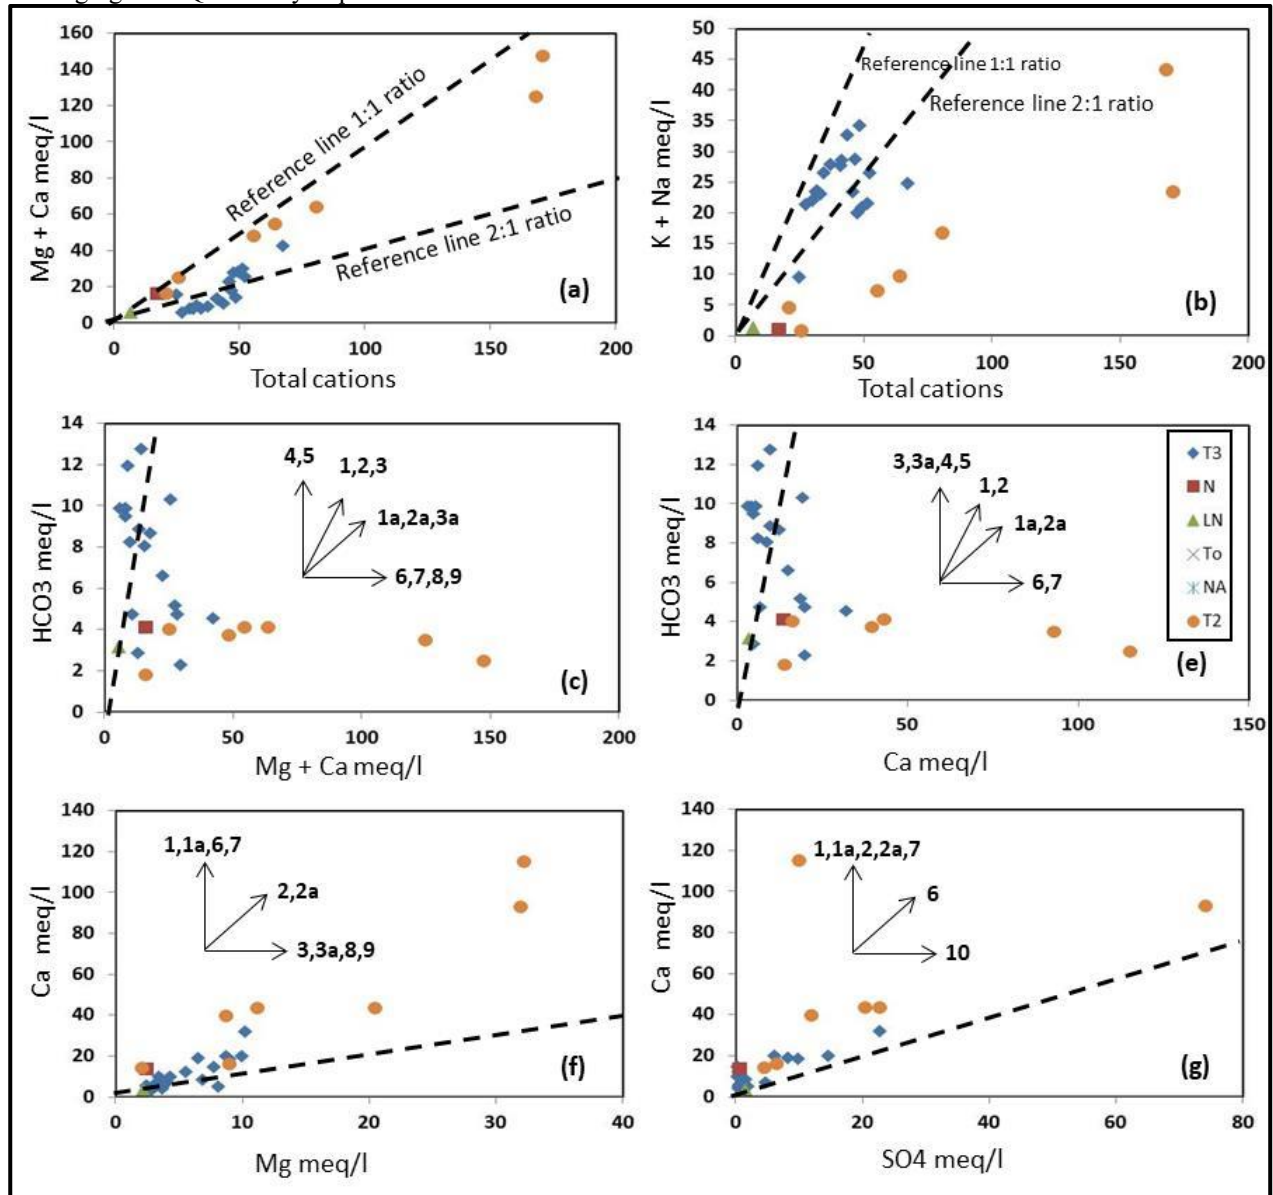 160
140
120
100
80
60
40
20
0
Mg + Ca meq/l
Reference line 1:1 ratio
Reference line 2:1 ratio
(a)
0 50 100 150 200
Total cations
50
45
40
35
30
25
20
15
10
5
0
K + Na meq/l
Reference line 1:1 ratio
Reference line 2:1 ratio
(b)
0 50 100 150 200
Total cations
14
12
10
8
6
4
2
0
HCO3 meq/l
4,5
1,2,3
1a,2a,3a
6,7,8,9
(c)
0 50 100 150 200
Mg + Ca meq/l
14
12
10
8
6
4
2
0
HCO3 meq/l
3,3a,4,5
1,2
1a,2a
6,7
T3
N
LN
To
NA
T2
(e)
0 50 100 150
Ca meq/l
140
120
100
80
60
40
20
0
Ca meq/l
1,1a,6,7
2,2a
3,3a,8,9
(f)
0 10 20 30 40
Mg meq/l
140
120
100
80
60
40
20
0
Ca meq/l
1,1a,2,2a,7
6
10
(g)
0 20 40 60 80
SO4 meq/l